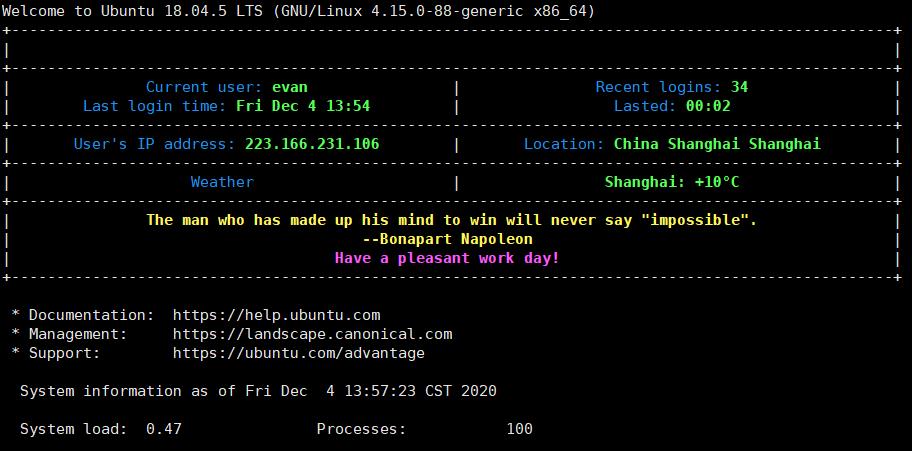 Welcome to Ubuntu 18.04.5 LTS (GNU/Linux 4.15.0-88-generic x86_64)
Current user: evan | Recent logins: 34
Last login time: Fri Dec 4 13:54 | Lasted: 00:02
User's IP address: 223.166.231.106 | Location: China Shanghai Shanghai
Weather | Shanghai: +10°C
The man who has made up his mind to win will never say "impossible".
--Bonapart Napoleon
Have a pleasant work day!
* Documentation:  https://help.ubuntu.com
* Management:     https://landscape.canonical.com
* Support:        https://ubuntu.com/advantage
System information as of Fri Dec  4 13:57:23 CST 2020
System load:  0.47               Processes:           100